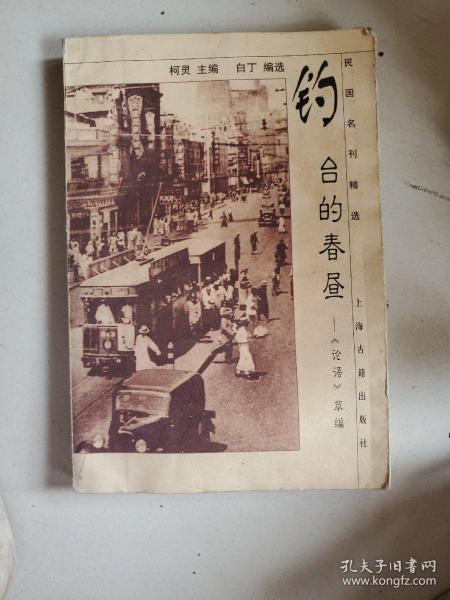 柯灵 主编 白丁 编选
钓台的春昼
——《论语》萃编
民国名刊精选
上海古籍出版社
孔夫子旧书网
www.kongfz.com